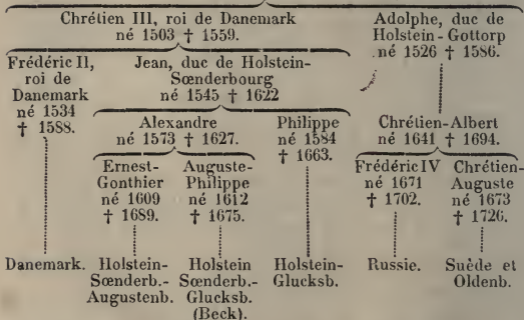 Chrétien III, roi de Danemark
né 1503 † 1559.
Adolphe, duc de
Holstein-Gottorp
né 1526 † 1586.
Frédéric II,
roi de
Danemark
né 1534
† 1588.
Jean, duc de Holstein-
Sœnderbourg
né 1545 † 1622
Alexandre
né 1573 † 1627.
Philippe
né 1584
† 1663.
Chrétien-Albert
né 1641 † 1694.
Ernest-
Gonthier
né 1609
† 1689.
Auguste-
Philippe
né 1612
† 1675.
Frédéric IV
né 1671
† 1702.
Chrétien-
Auguste
né 1673
† 1726.
Danemark.
Holstein-
Sœnderb.-
Augustenb.
Holstein
Sœnderb.-
Glucksb.
(Beck).
Holstein-
Glucksb.
Russie.
Suède et
Oldenb.